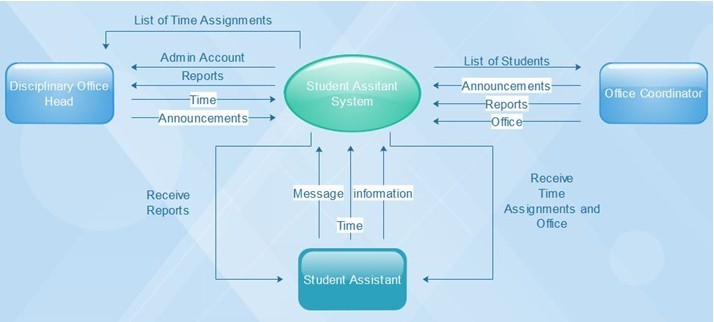 List of Time Assignments
Admin Account
Reports
Time
Announcements
Disciplinary Office
Head
Student Assitant
System
List of Students
Announcements
Reports
Office
Office Coordinator
Receive
Reports
Message
information
Time
Receive
Time
Assignments and
Office
Student Assistant